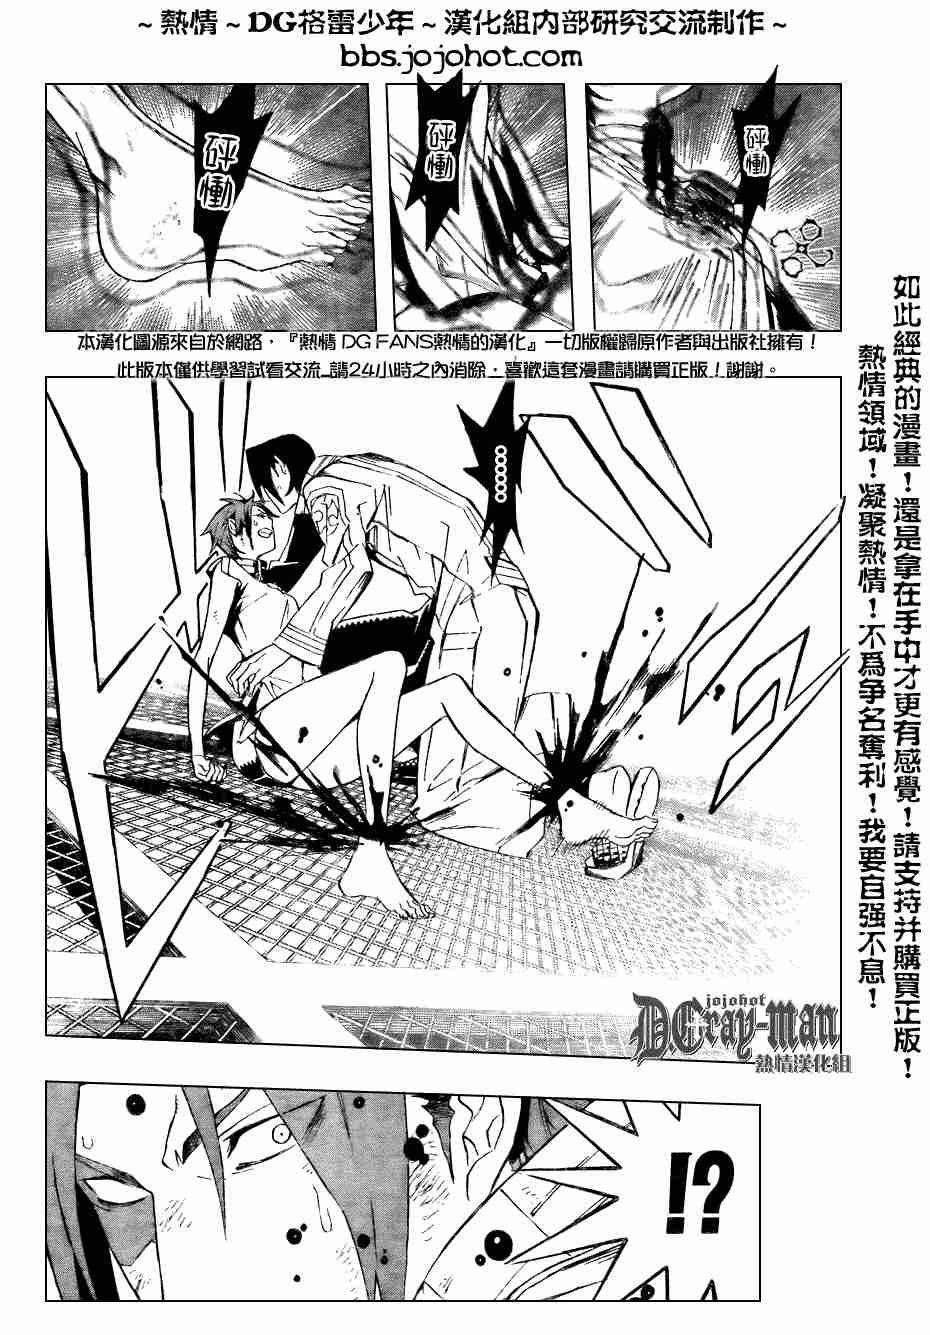 ~熱情~DG格雷少年~漢化組內部研究交流制作~
bbs.jojohot.com
砰慟
砰慟
砰慟
本漢化圖源來自於網路，『熱情 DG FANS熱情的漢化』一切版權歸原作者與出版社擁有！
此版本僅供學習試看交流，請24小時之內消除，喜歡這套漫畫請購買正版！謝謝。
如此經典的漫畫！還是拿在手中才更有感覺！請支持并購買正版！
熱情領域！凝聚熱情！不爲争名奪利！我要自强不息！
。。。。。。
jojohot
D.Gray-man
熱情漢化組
!?